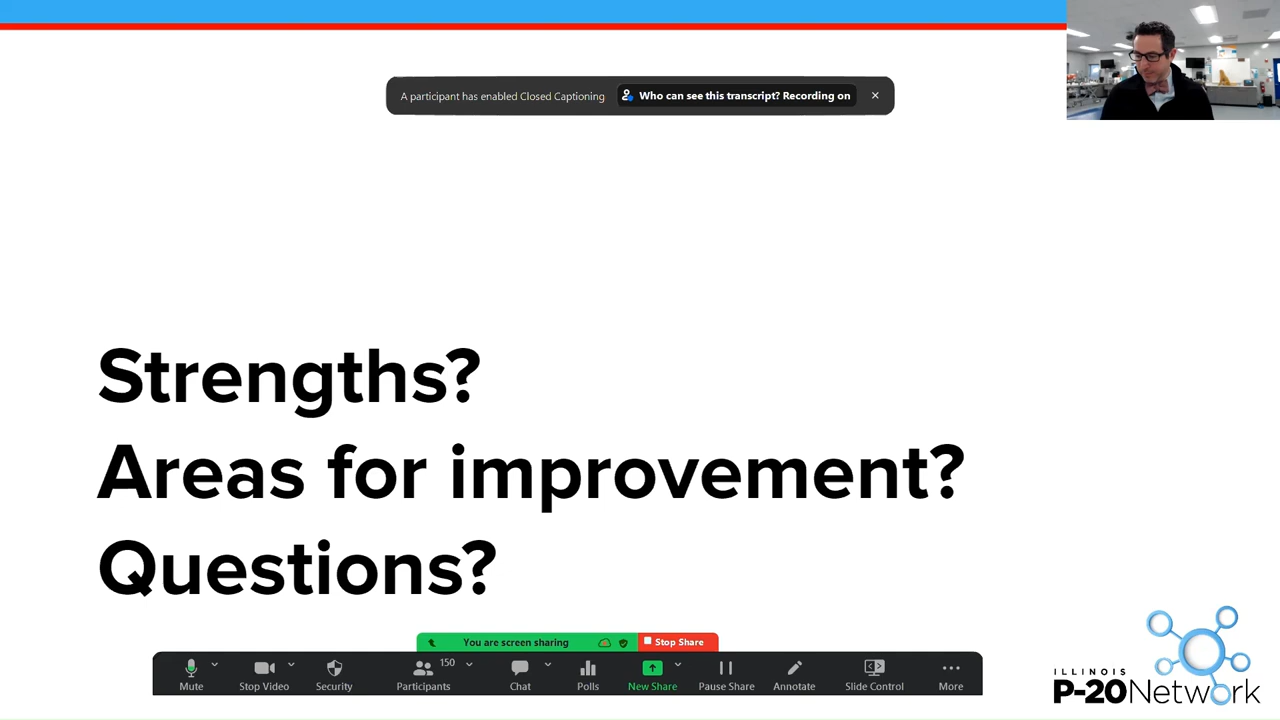 A participant has enabled Closed Captioning
Who can see this transcript? Recording on
Strengths?
Areas for improvement?
Questions?
You are screen sharing
Stop Share
Mute
Stop Video
Security
150
Participants
Chat
Polls
New Share
Pause Share
Annotate
Slide Control
More
ILLINOIS
P-20Network